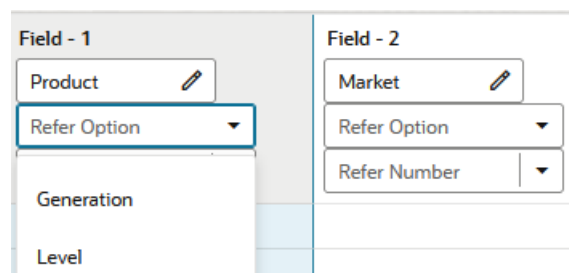 Field - 1
Product
Refer Option
Generation
Level
Field - 2
Market
Refer Option
Refer Number